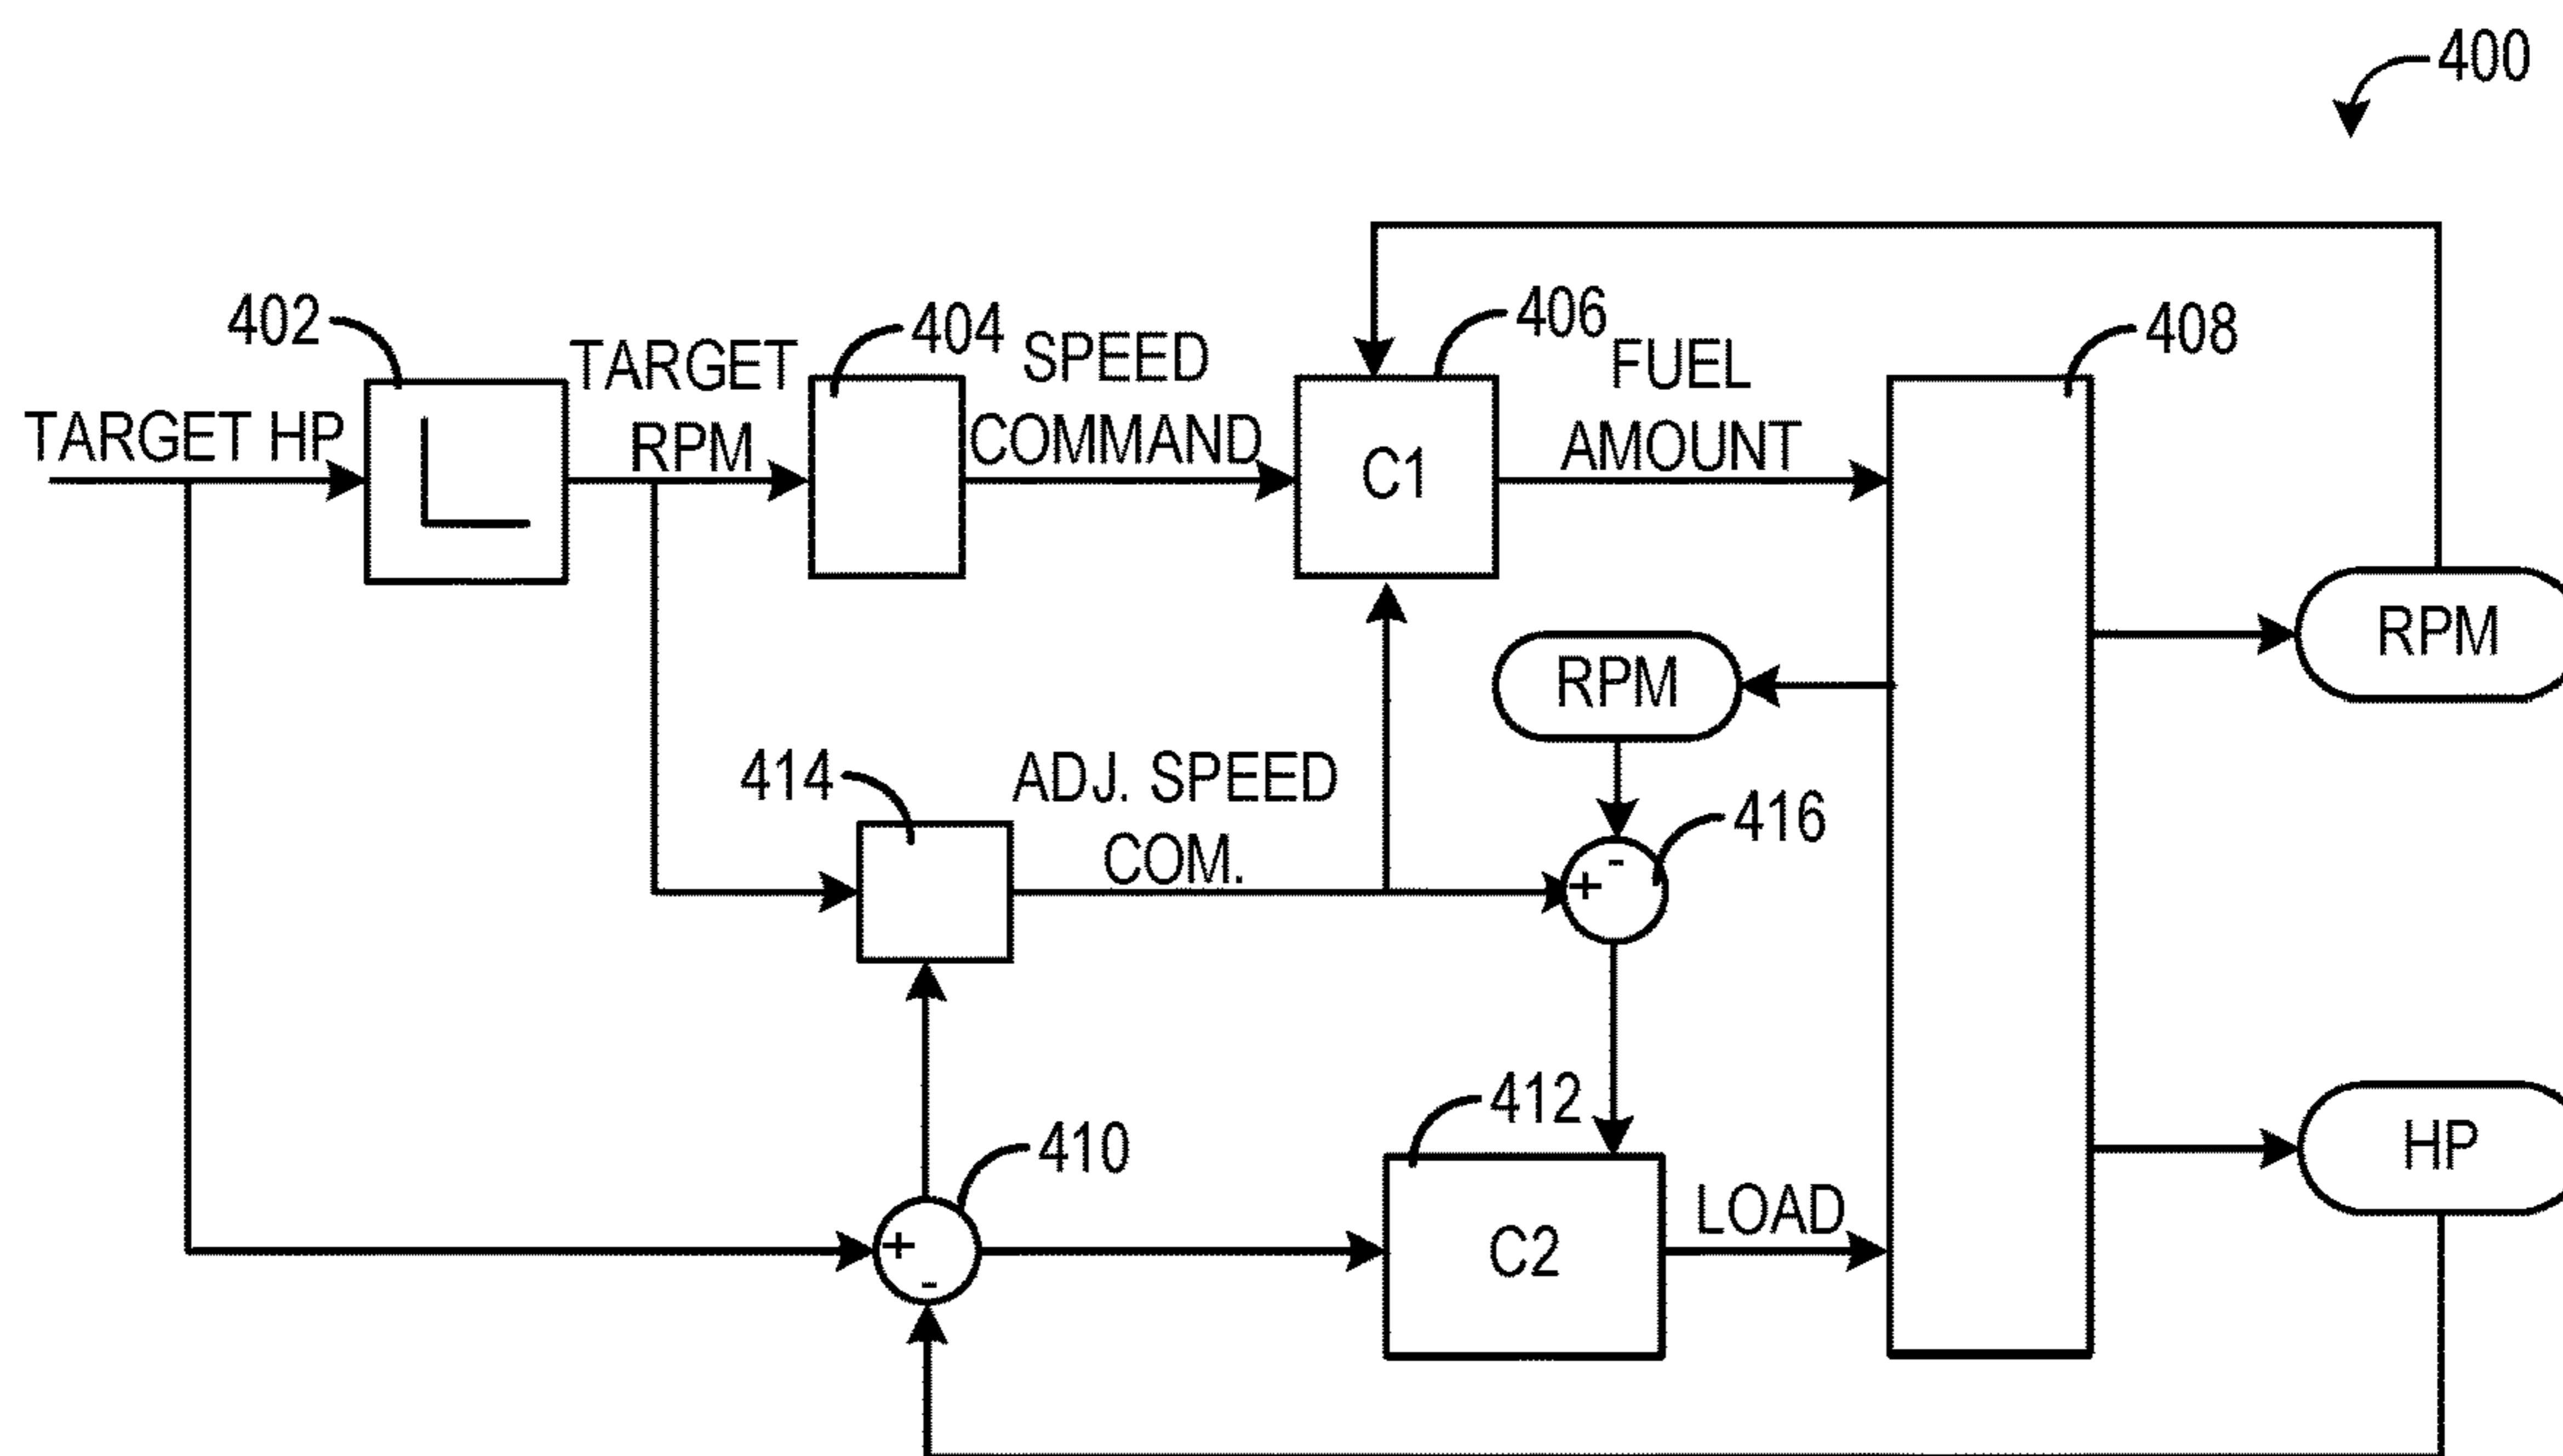 400
402
TARGET HP
L
TARGET
RPM
404
SPEED
COMMAND
406
C1
FUEL
AMOUNT
408
RPM
RPM
414
ADJ. SPEED
COM.
416
+
-
410
+
-
412
C2
LOAD
HP